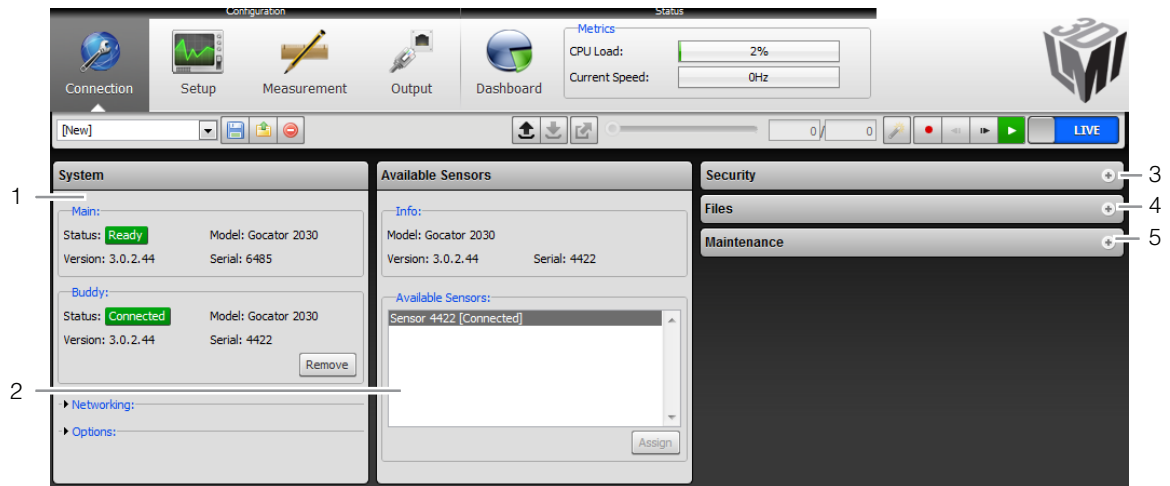 Configuration
Status
Connection
Setup
Measurement
Output
Dashboard
Metrics
CPU Load: 2%
Current Speed: 0Hz
3D
LMI
[New]
0 / 0
LIVE
System
1
Main:
Status: Ready Model: Gocator 2030
Version: 3.0.2.44 Serial: 6485
Buddy:
Status: Connected Model: Gocator 2030
Version: 3.0.2.44 Serial: 4422
Remove
Networking:
Options:
Available Sensors
Info:
Model: Gocator 2030
Version: 3.0.2.44 Serial: 4422
Available Sensors:
Sensor 4422 [Connected]
2
Assign
Security
3
Files
4
Maintenance
5